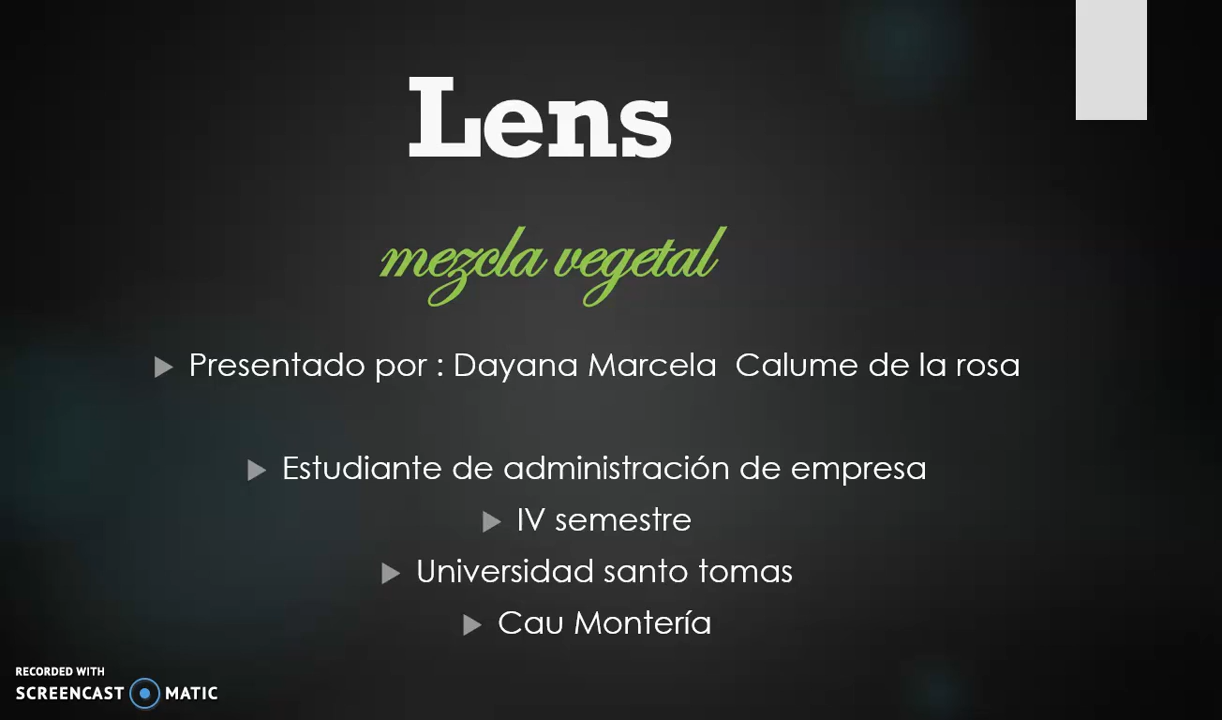 Lens
mezcla vegetal
Presentado por : Dayana Marcela Calume de la rosa
Estudiante de administración de empresa
IV semestre
Universidad santo tomas
Cau Montería
RECORDED WITH
SCREENCAST MATIC